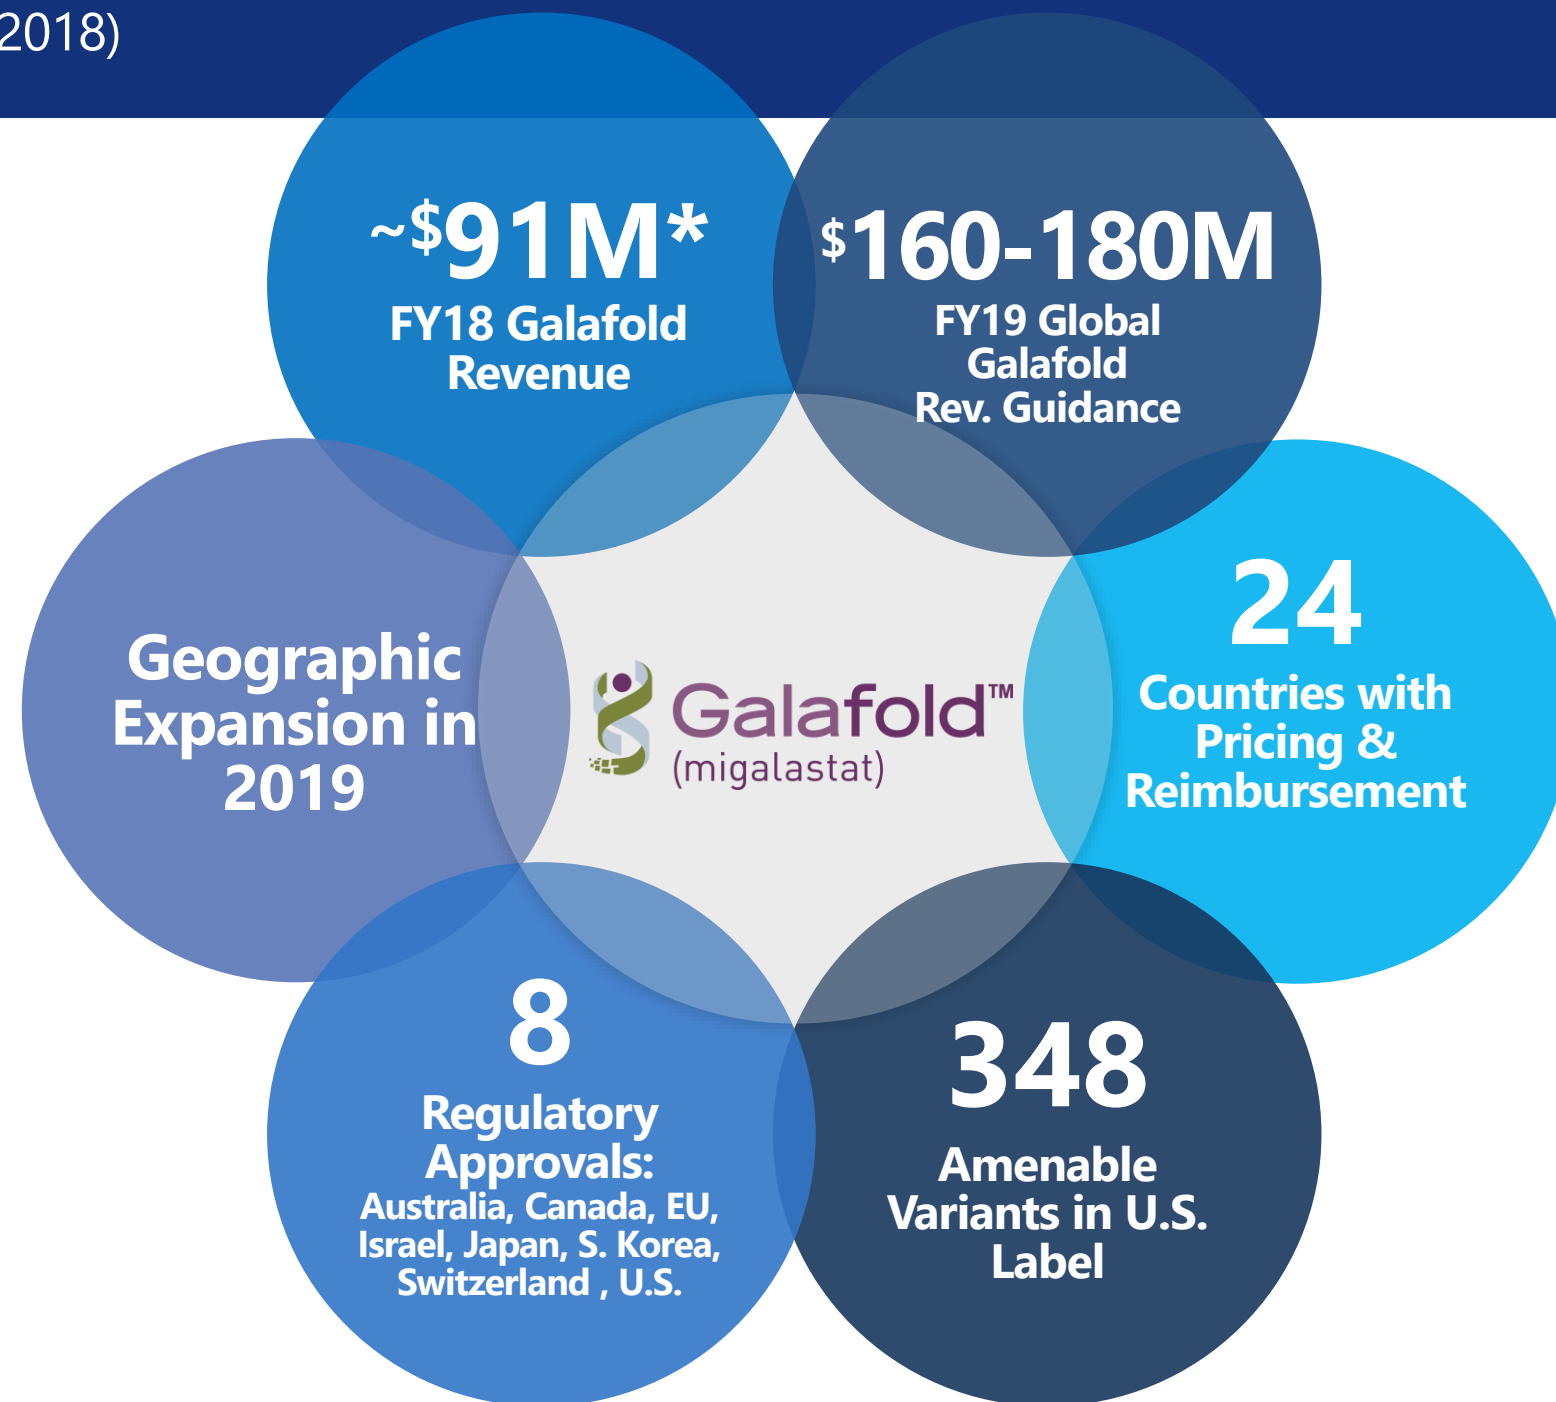 2018)
~$91M*
FY18 Galafold
Revenue
$160-180M
FY19 Global
Galafold
Rev. Guidance
24
Countries with
Pricing &
Reimbursement
348
Amenable
Variants in U.S.
Label
8
Regulatory
Approvals:
Australia, Canada, EU,
Israel, Japan, S. Korea,
Switzerland , U.S.
Geographic
Expansion in
2019
Galafold™
(migalastat)